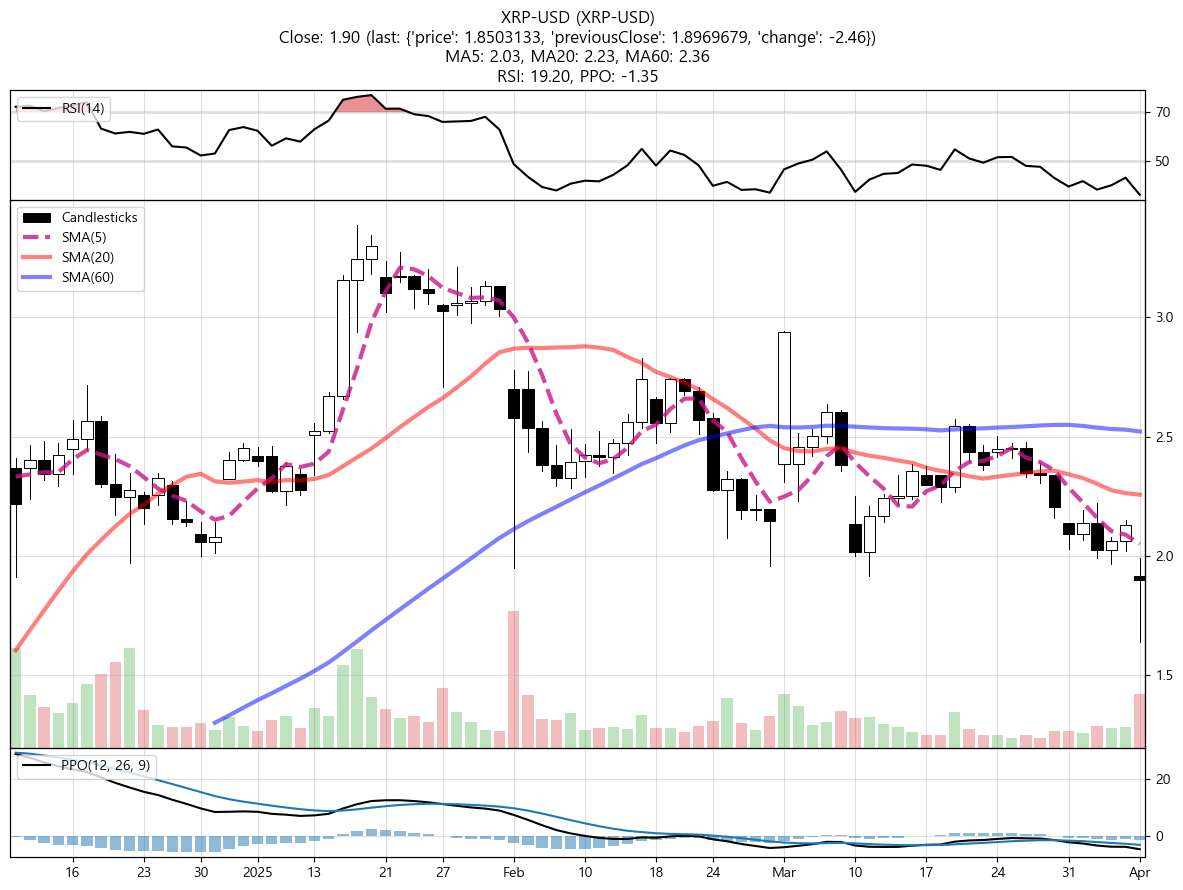 XRP-USD (XRP-USD)
Close: 1.90 (last: {'price': 1.8503133, 'previousClose': 1.8969679, 'change': -2.46})
MA5: 2.03, MA20: 2.23, MA60: 2.36
RSI: 19.20, PPO: -1.35
RSI(14)
70
50
Candlesticks
SMA(5)
SMA(20)
SMA(60)
3.0
2.5
2.0
1.5
PPO(12, 26, 9)
20
0
16 23 30 2025 13 21 27 Feb 10 18 24 Mar 10 17 24 31 Apr